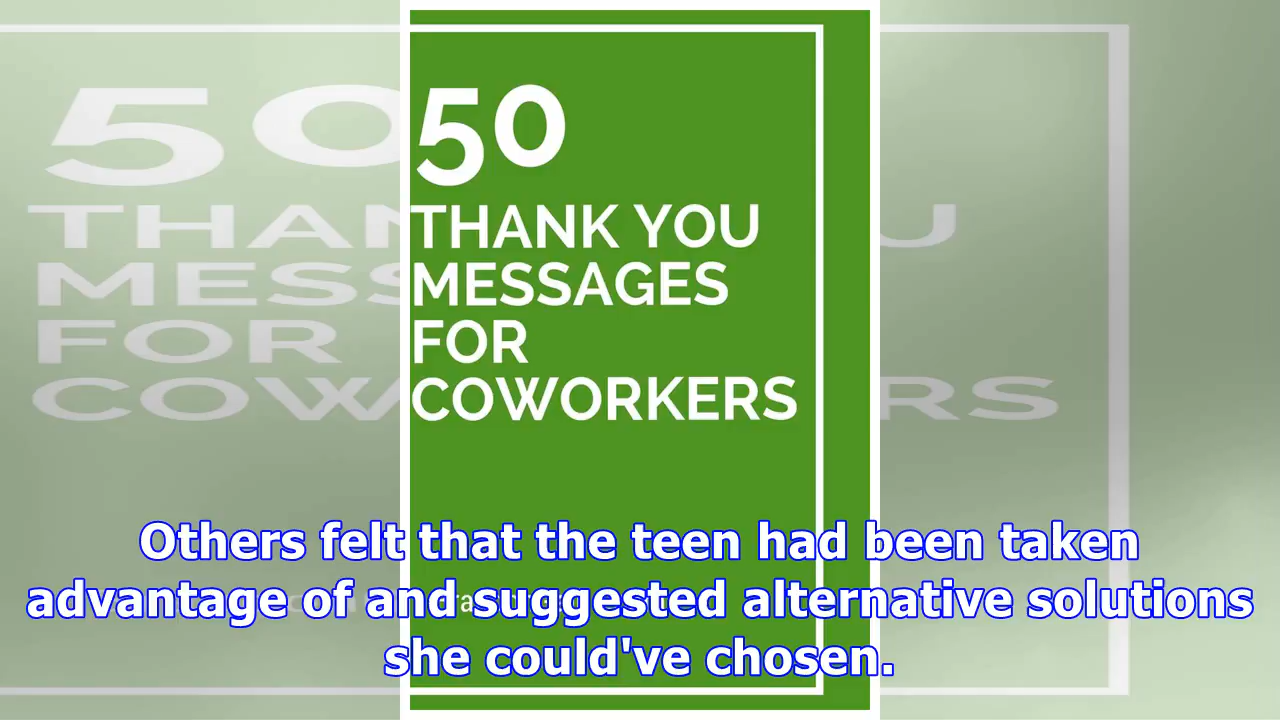 50
THANK YOU
MESSAGES
FOR
COWORKERS
Others felt that the teen had been taken
advantage of and suggested alternative solutions
she could've chosen.